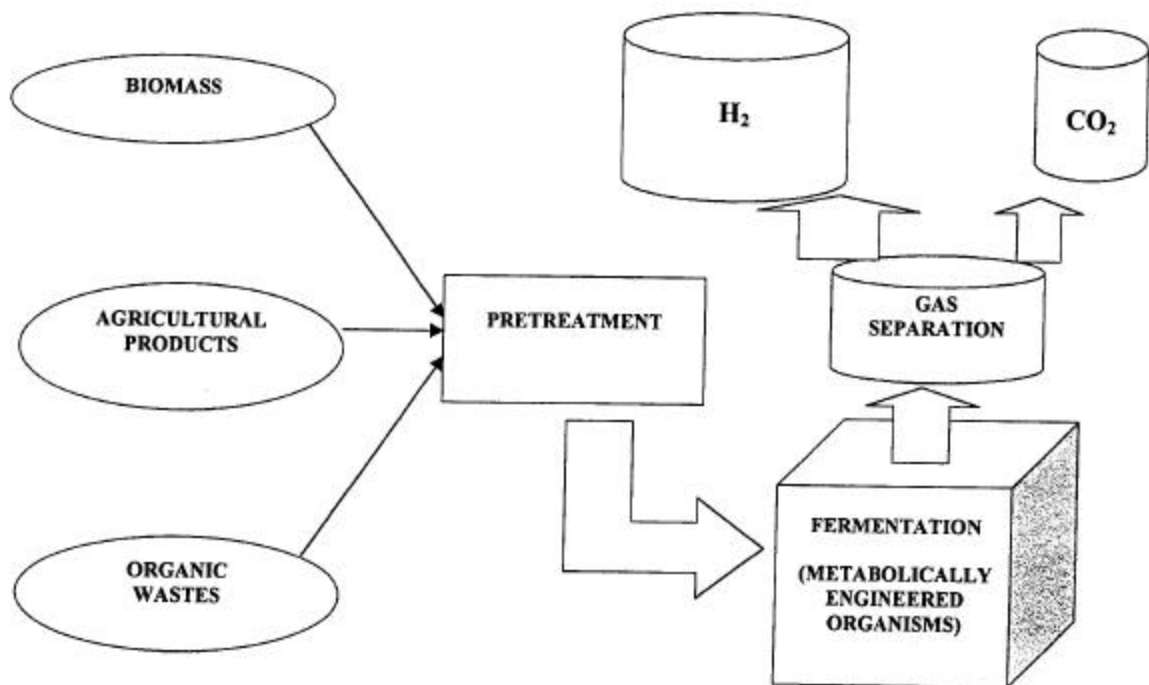 BIOMASS
AGRICULTURAL
PRODUCTS
ORGANIC
WASTES
PRETREATMENT
H₂
CO₂
GAS
SEPARATION
FERMENTATION
(METABOLICALLY
ENGINEERED
ORGANISMS)